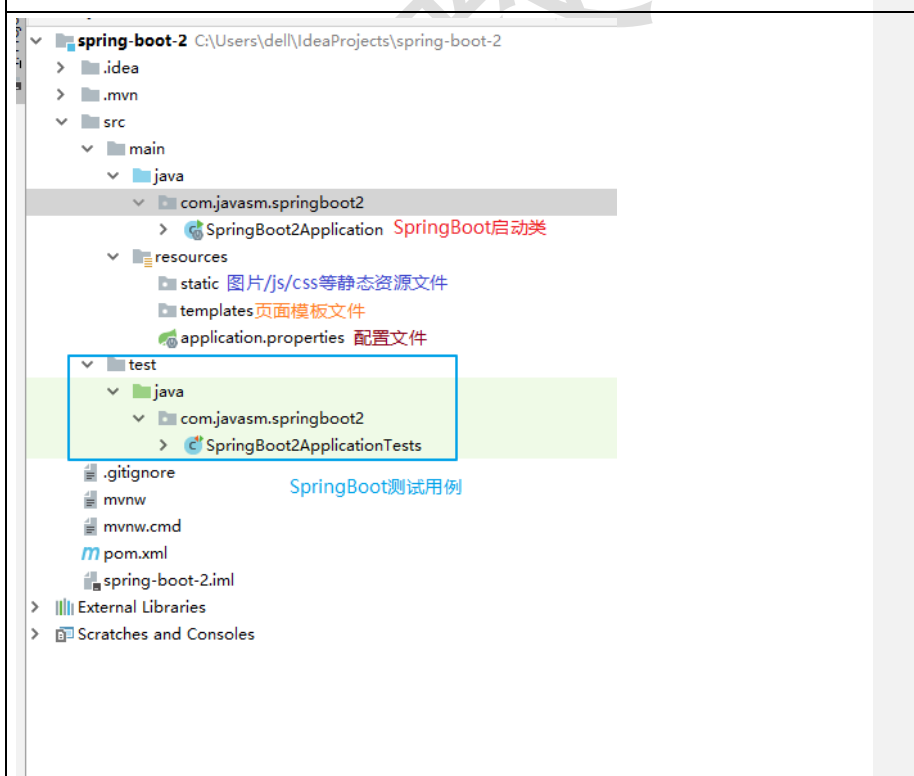 spring-boot-2 C:\Users\dell\IdeaProjects\spring-boot-2
.idea
.mvn
src
main
java
com.javasm.springboot2
SpringBoot2Application SpringBoot启动类
resources
static 图片/js/css等静态资源文件
templates页面模板文件
application.properties 配置文件
test
java
com.javasm.springboot2
SpringBoot2ApplicationTests
.gitignore
SpringBoot测试用例
mvnw
mvnw.cmd
pom.xml
spring-boot-2.iml
External Libraries
Scratches and Consoles